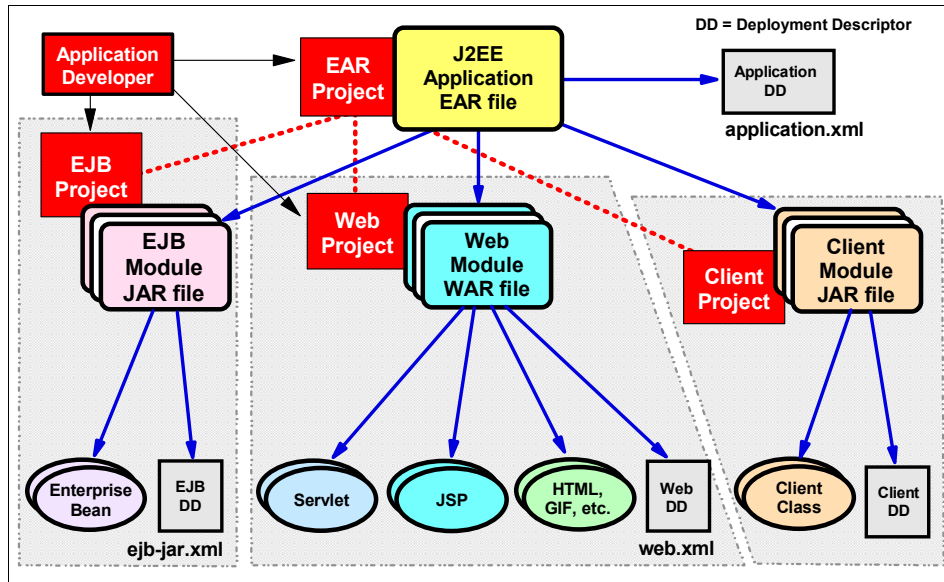 DD = Deployment Descriptor
Application
Developer
EAR
Project
J2EE
Application
EAR file
Application
DD
application.xml
EJB
Project
EJB
Module
JAR file
Web
Project
Web
Module
WAR file
Client
Project
Client
Module
JAR file
Enterprise
Bean
EJB
DD
ejb-jar.xml
Servlet
JSP
HTML,
GIF, etc.
Web
DD
web.xml
Client
Class
Client
DD